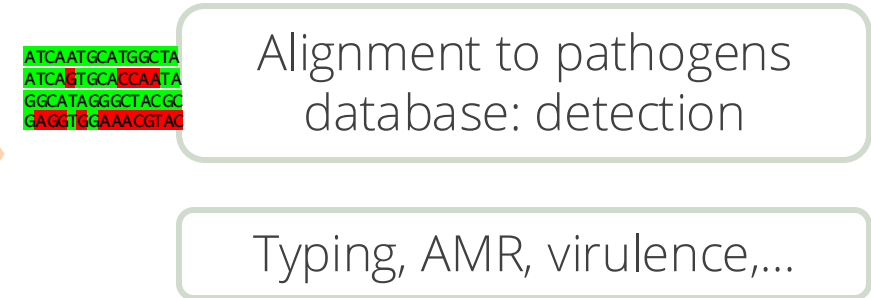 ATCAATGCATGGCTA
ATCAGTGCACCAATA
GGCATAGGGCTACGC
GAGGTGGAAACGTAC
Alignment to pathogens
database: detection
Typing, AMR, virulence,...